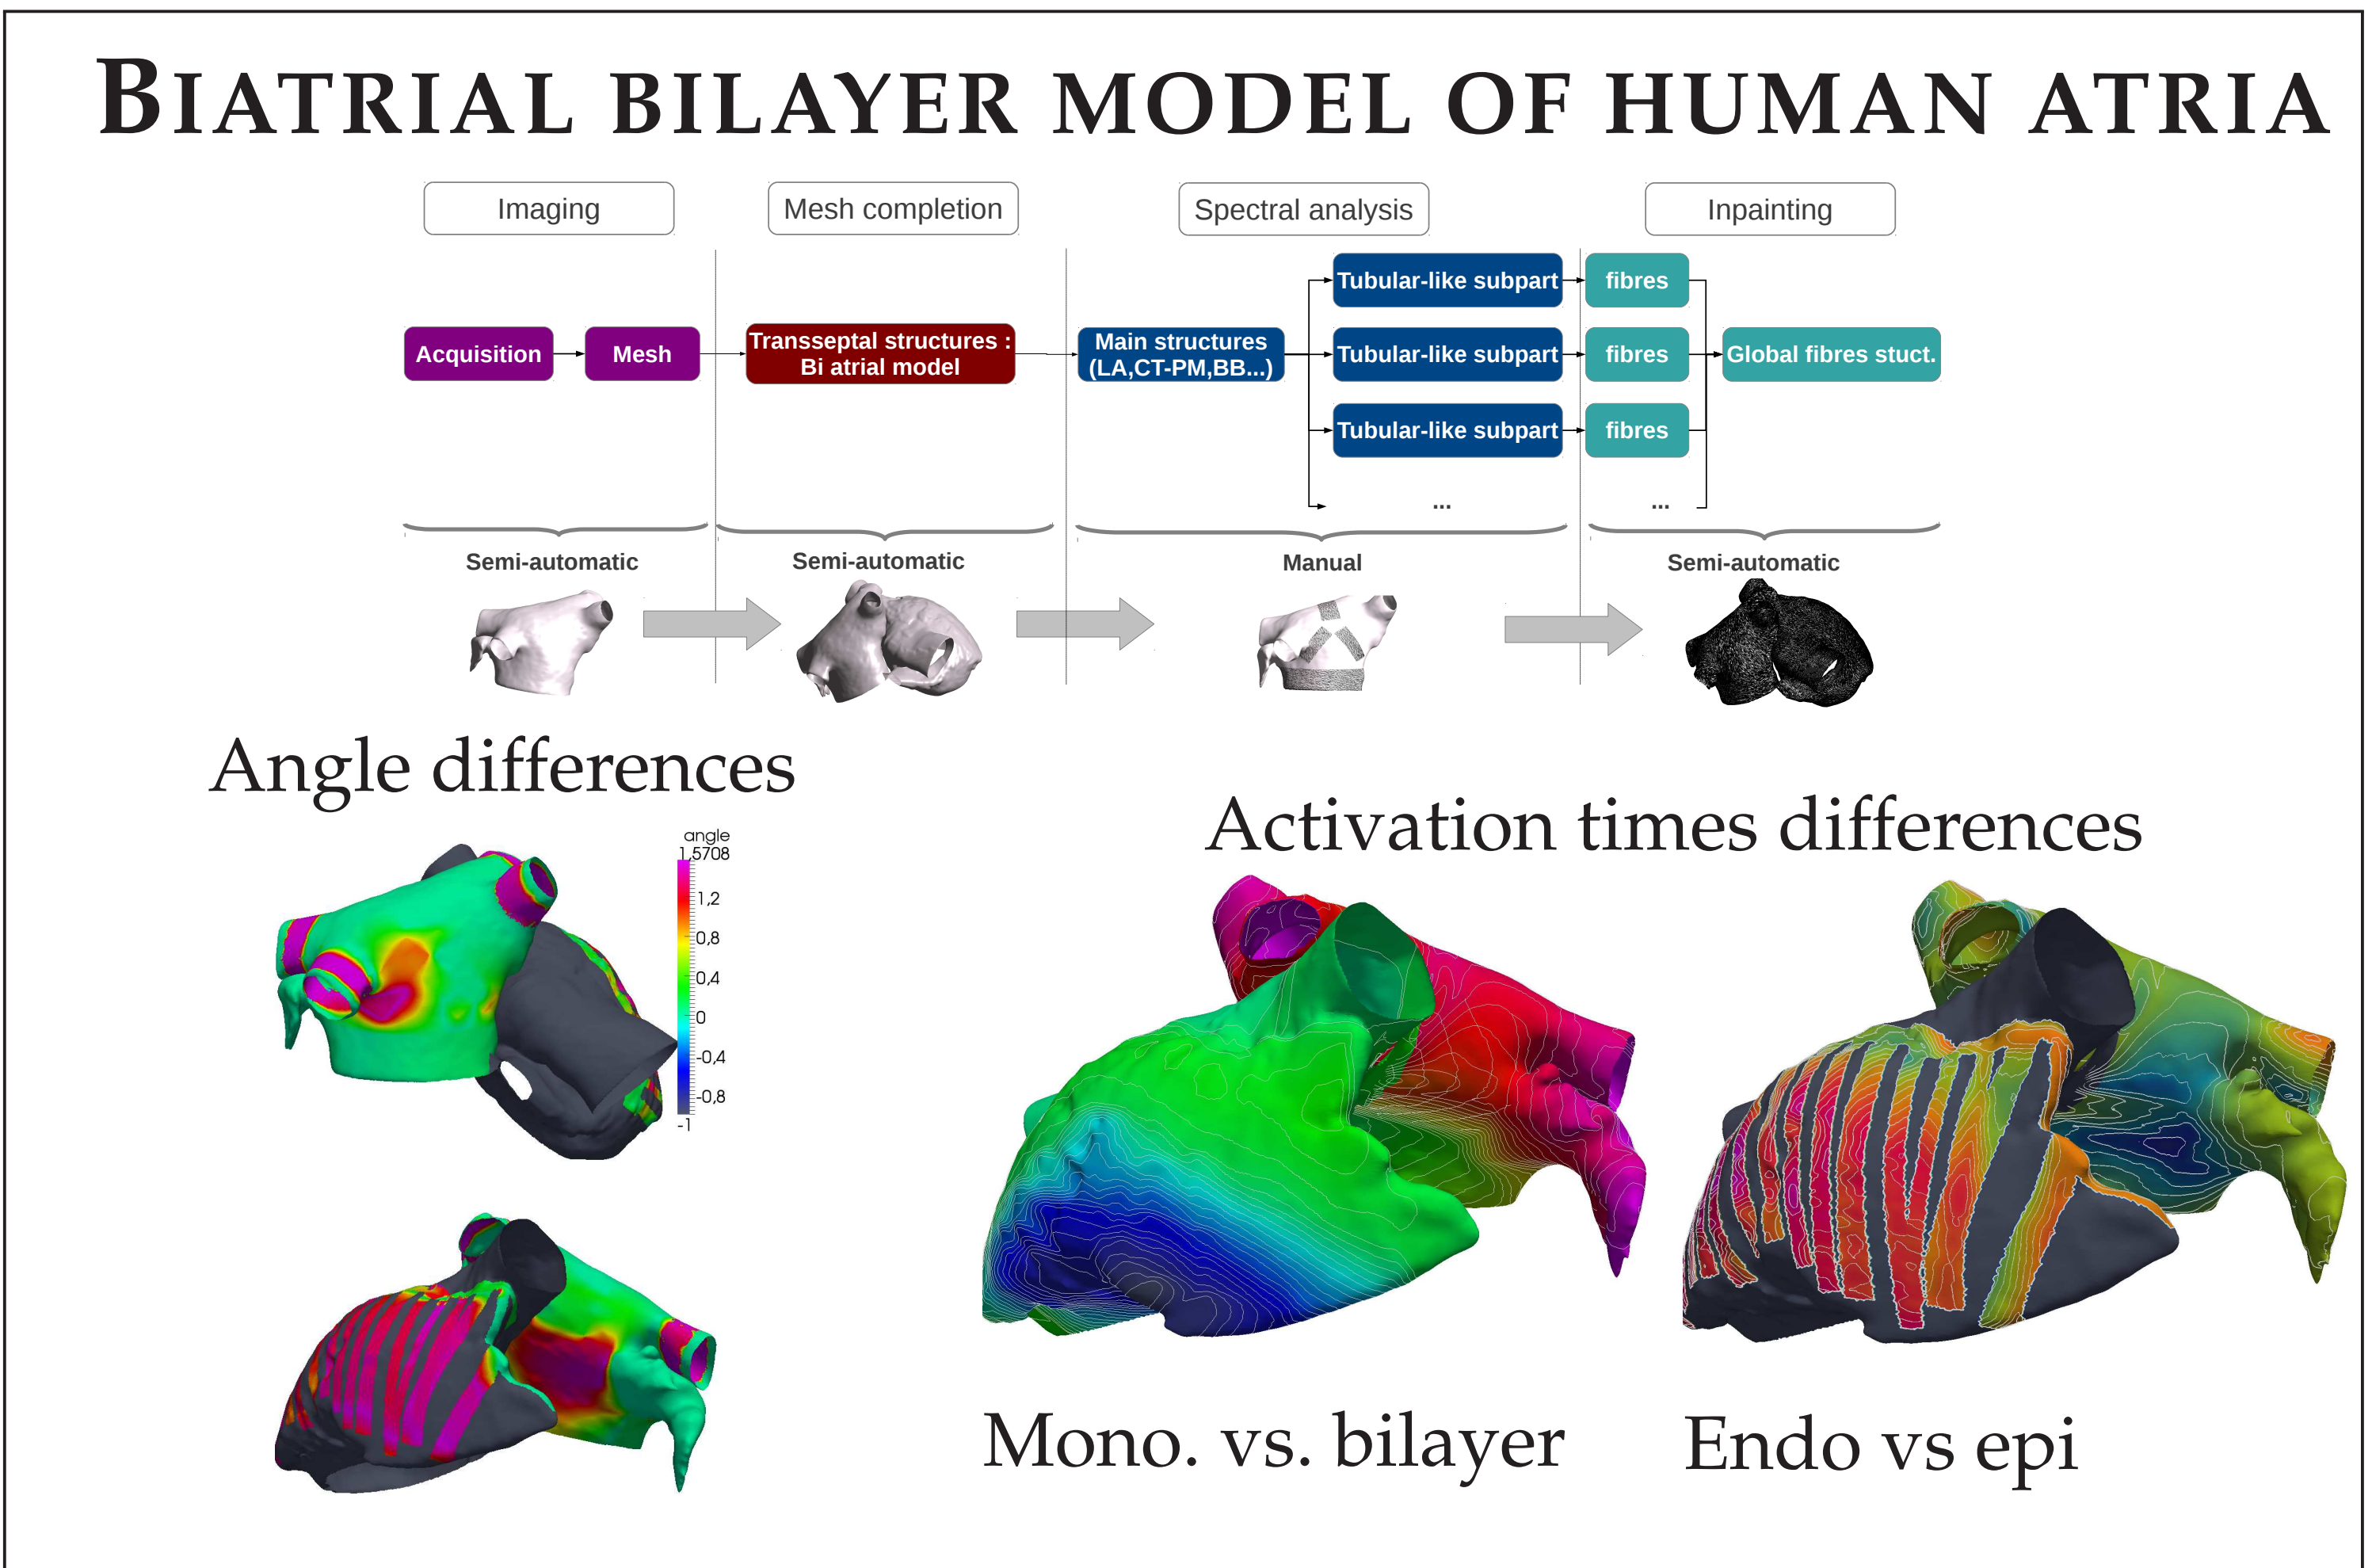 BIATRIAL BILAYER MODEL OF HUMAN ATRIA
Imaging
Mesh completion
Spectral analysis
Inpainting
Acquisition
Mesh
Transseptal structures :
Bi atrial model
Main structures
(LA,CT-PM,BB...)
Tubular-like subpart
Tubular-like subpart
Tubular-like subpart
...
fibres
fibres
fibres
...
Global fibres stuct.
Semi-automatic
Semi-automatic
Manual
Semi-automatic
Angle differences
angle
1,5708
1,2
0,8
0,4
0
-0,4
-0,8
-1
Activation times differences
Mono. vs. bilayer
Endo vs epi